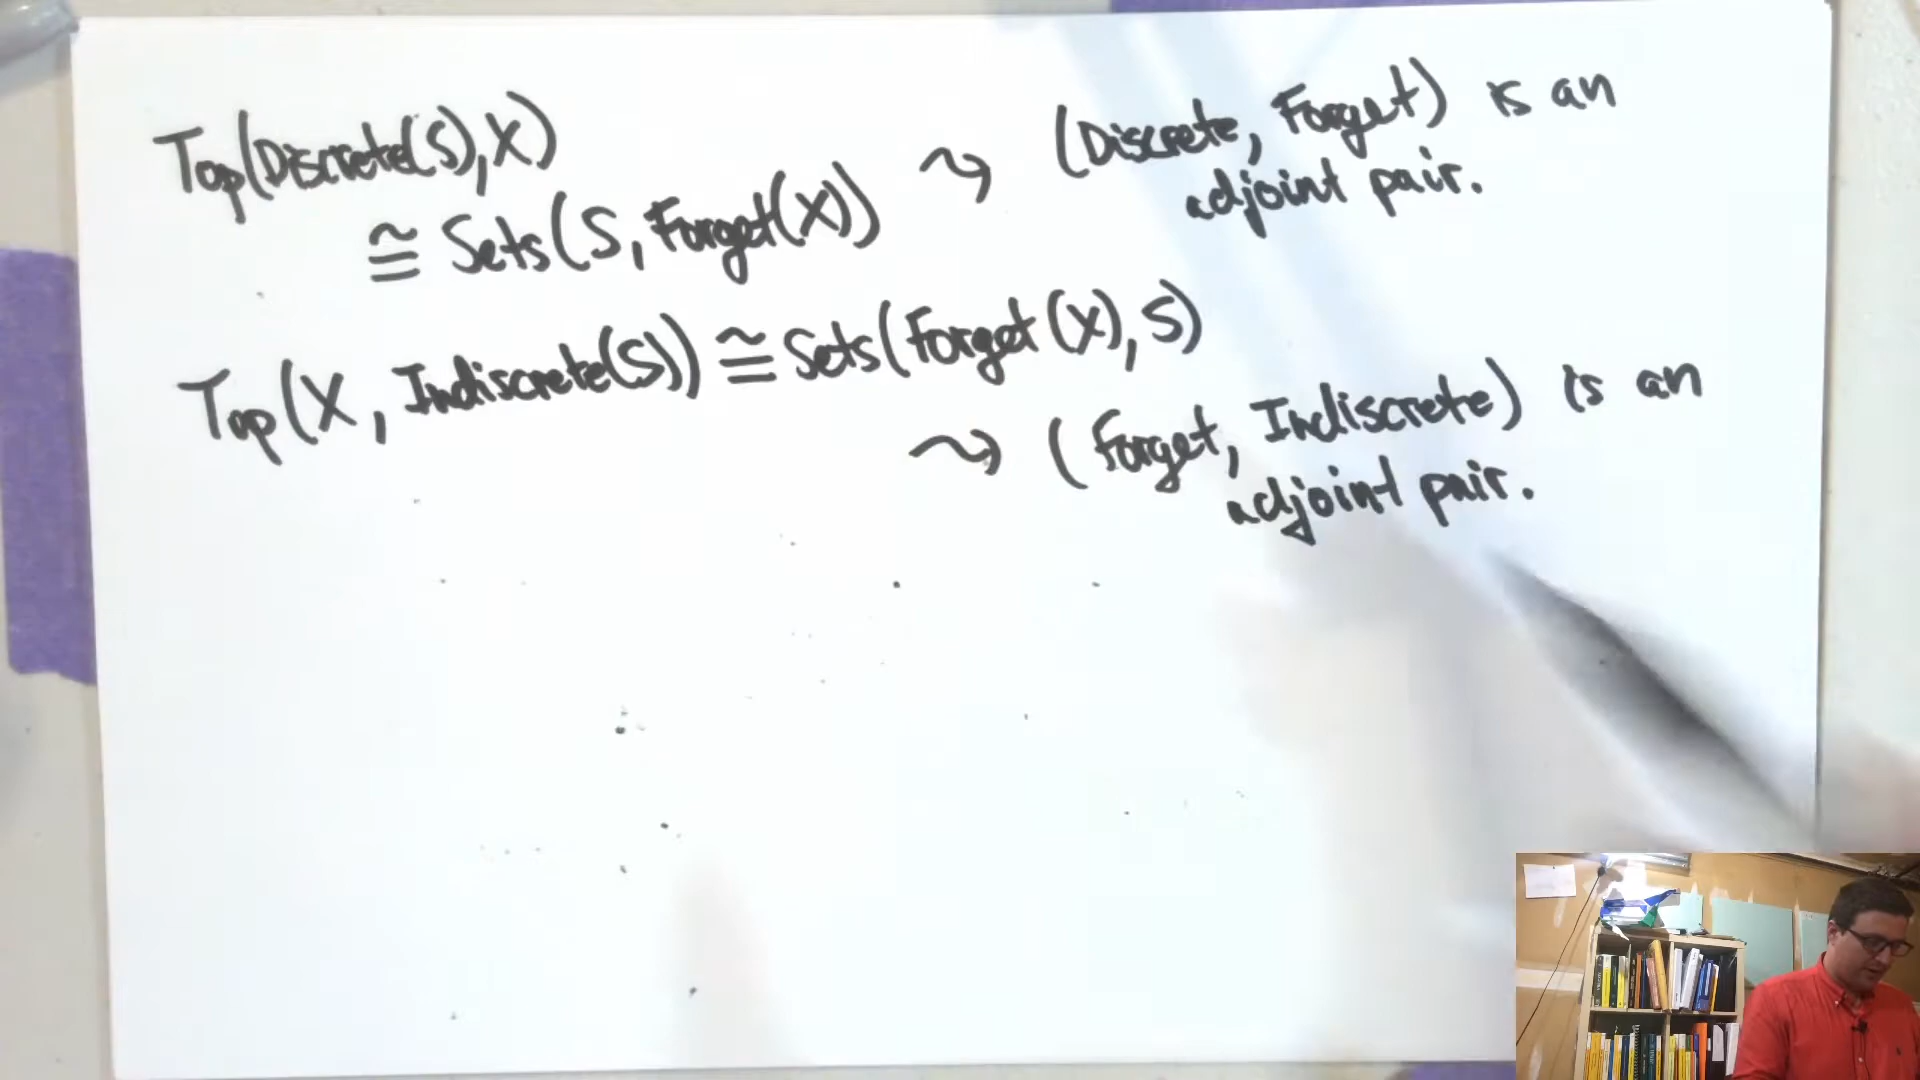 Top(Discrete(S), X)
≅ Sets(S, Forget(X))
⇝ (Discrete, Forget) is an
adjoint pair.
Top(X, Indiscrete(S)) ≅ Sets(Forget(X), S)
⇝ (Forget, Indiscrete) is an
adjoint pair.